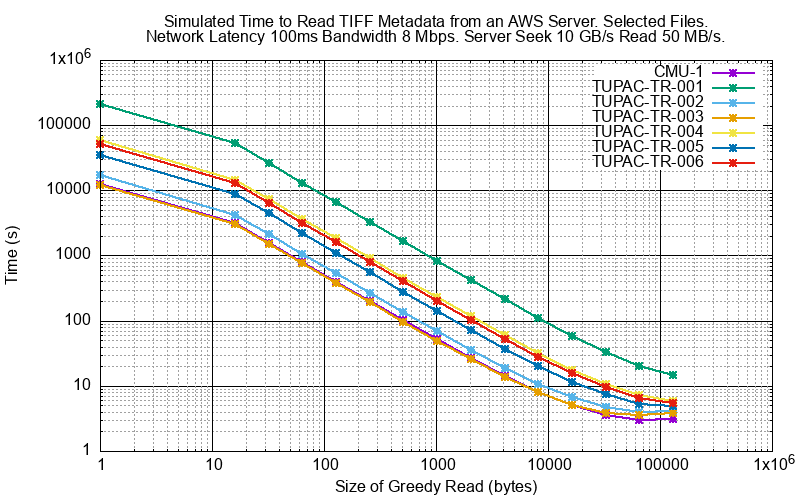 Simulated Time to Read TIFF Metadata from an AWS Server. Selected Files.
Network Latency 100ms Bandwidth 8 Mbps. Server Seek 10 GB/s Read 50 MB/s.
1x10^6
100000
10000
1000
100
10
1
Time (s)
CMU-1
TUPAC-TR-001
TUPAC-TR-002
TUPAC-TR-003
TUPAC-TR-004
TUPAC-TR-005
TUPAC-TR-006
1 10 100 1000 10000 100000 1x10^6
Size of Greedy Read (bytes)